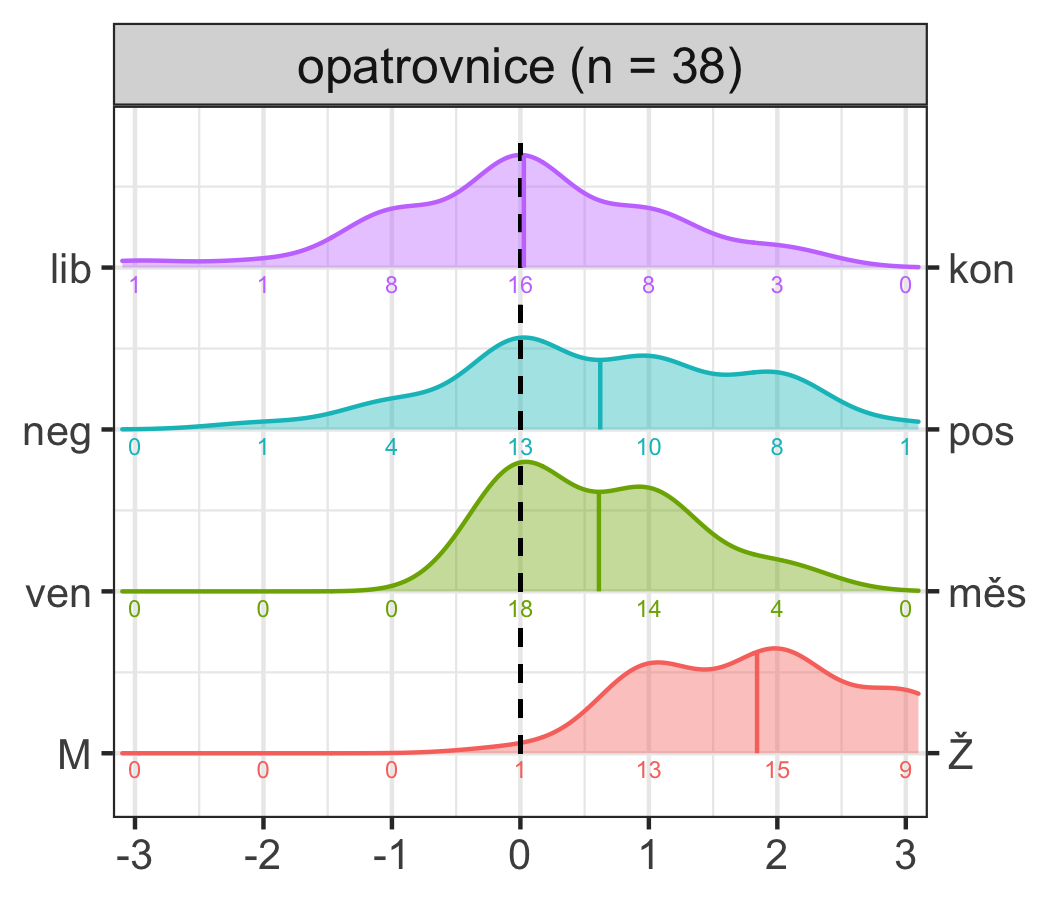 opatrovnice (n = 38)
lib kon
1 1 8 16 8 3 0
neg pos
0 1 4 13 10 8 1
ven měs
0 0 0 18 14 4 0
M Ž
0 0 0 1 13 15 9
-3 -2 -1 0 1 2 3